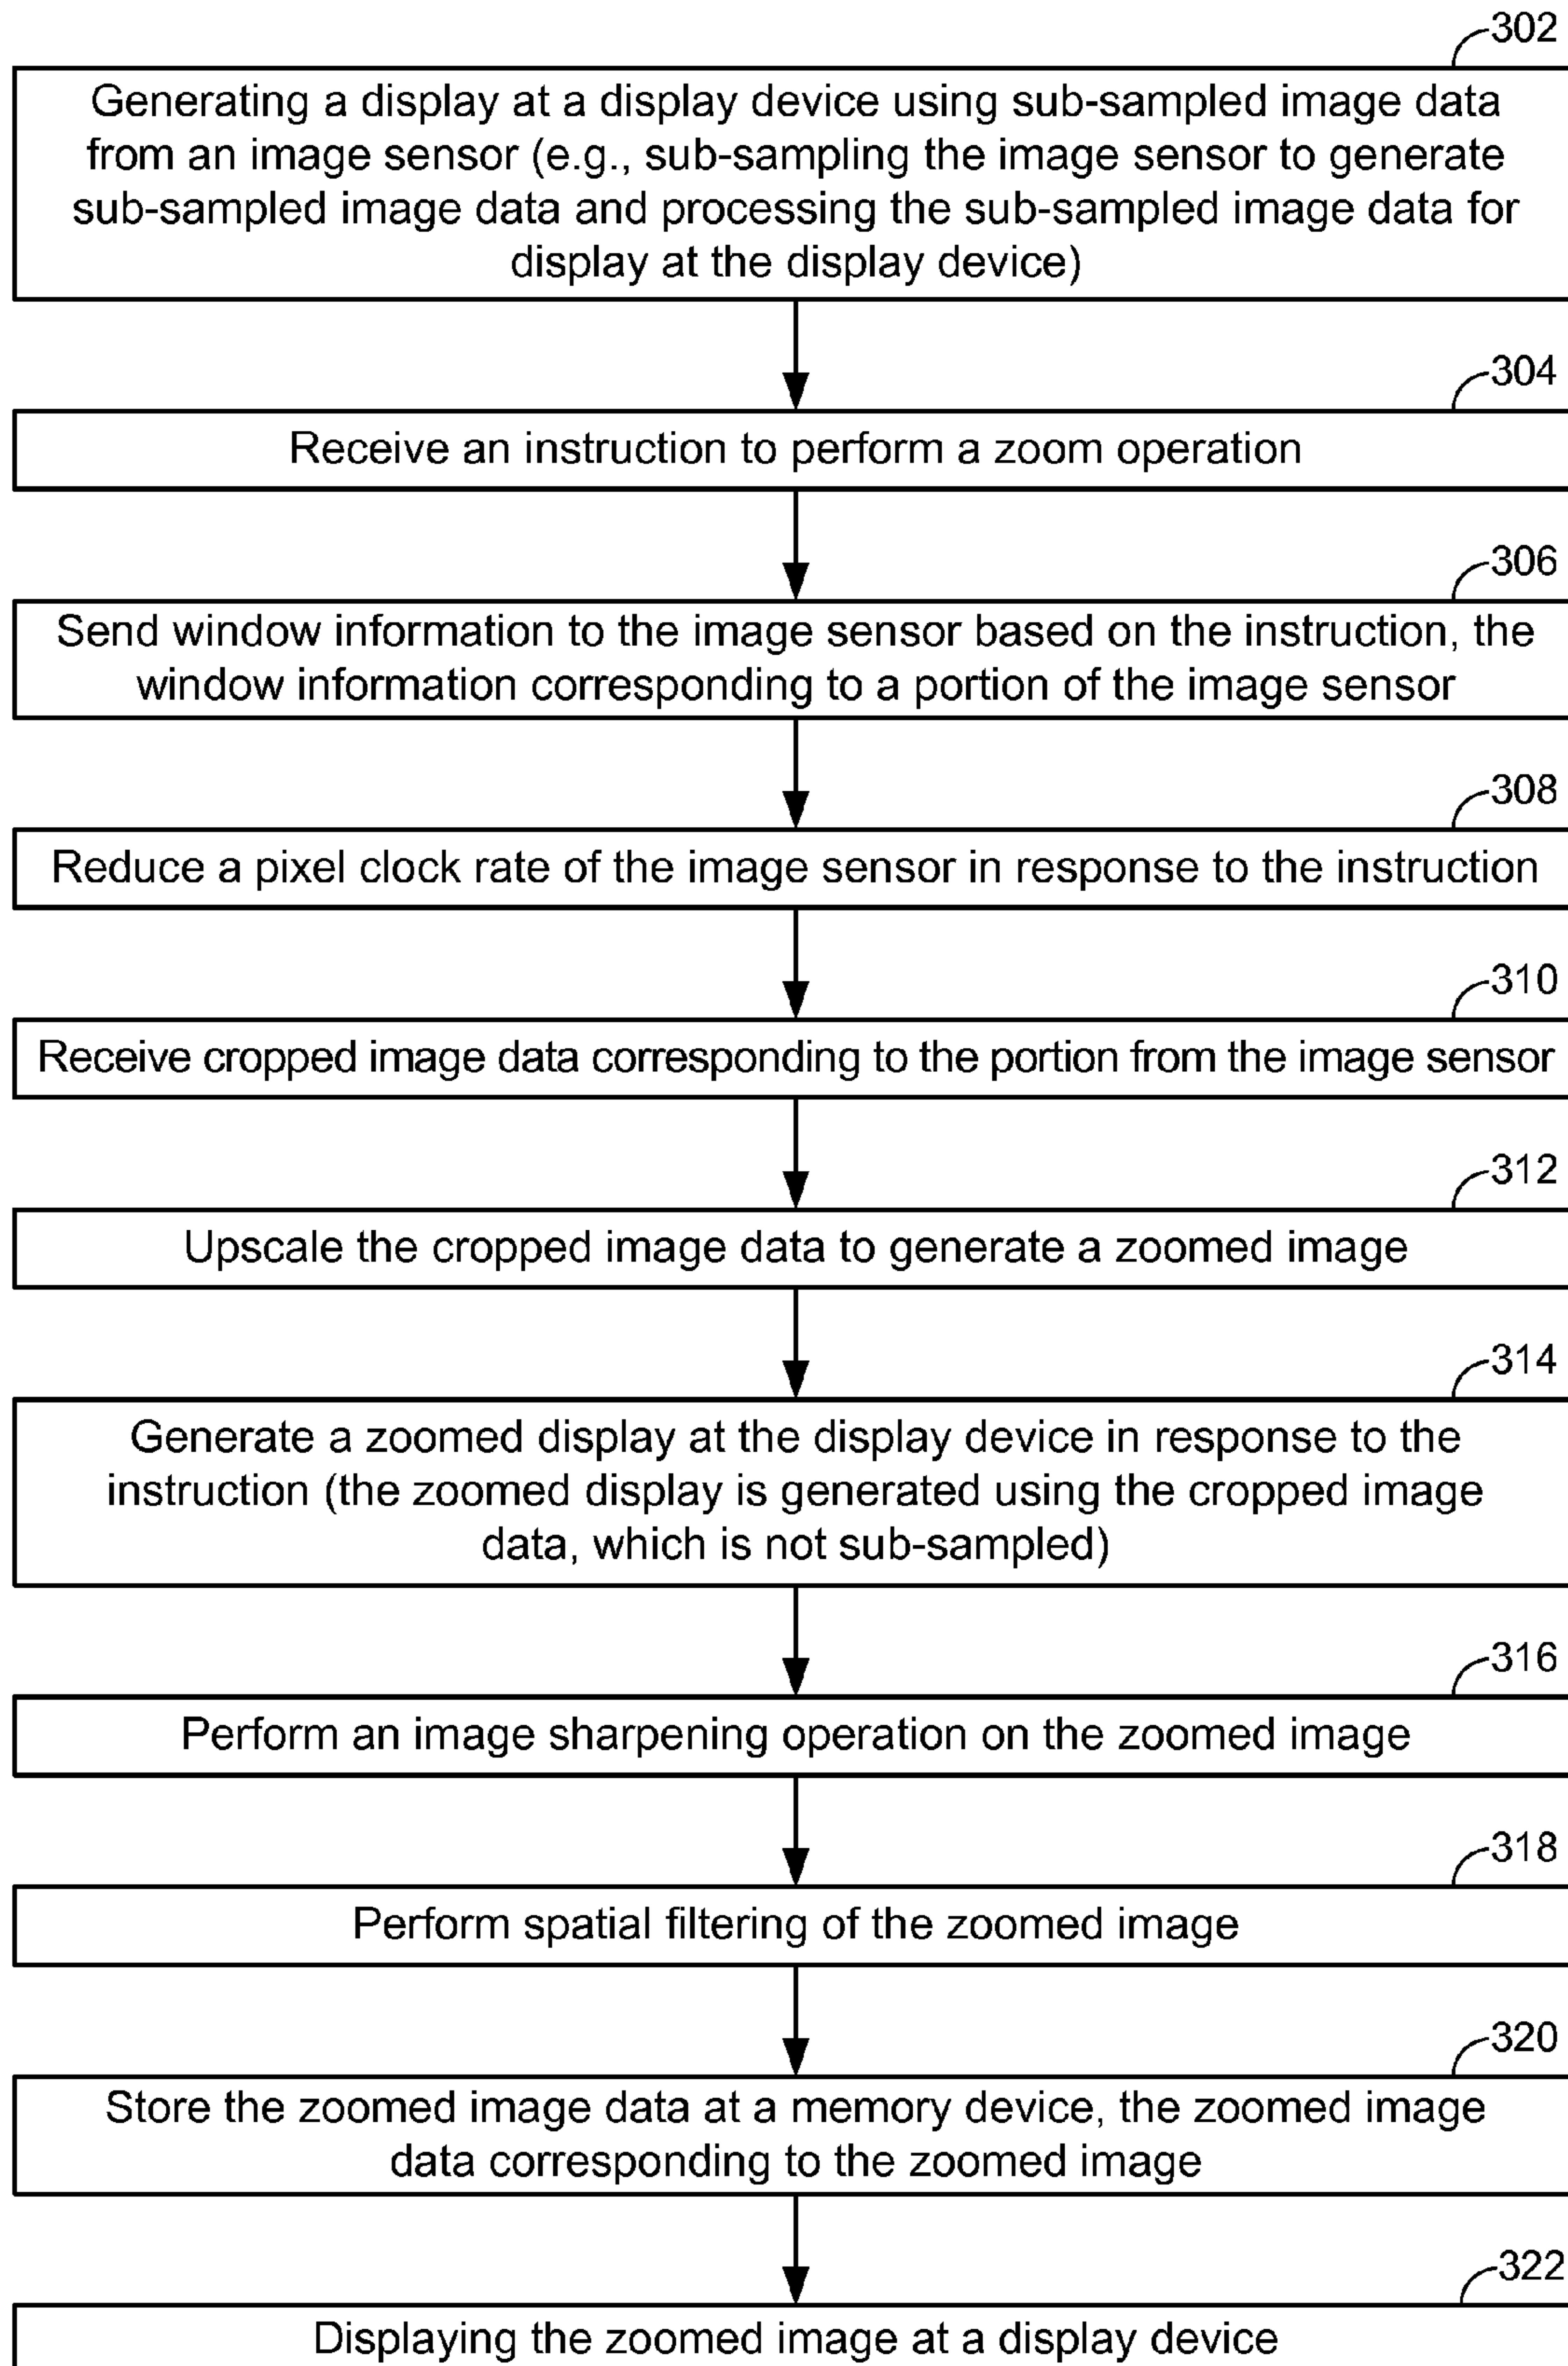 302
Generating a display at a display device using sub-sampled image data
from an image sensor (e.g., sub-sampling the image sensor to generate
sub-sampled image data and processing the sub-sampled image data for
display at the display device)
304
Receive an instruction to perform a zoom operation
306
Send window information to the image sensor based on the instruction, the
window information corresponding to a portion of the image sensor
308
Reduce a pixel clock rate of the image sensor in response to the instruction
310
Receive cropped image data corresponding to the portion from the image sensor
312
Upscale the cropped image data to generate a zoomed image
314
Generate a zoomed display at the display device in response to the
instruction (the zoomed display is generated using the cropped image
data, which is not sub-sampled)
316
Perform an image sharpening operation on the zoomed image
318
Perform spatial filtering of the zoomed image
320
Store the zoomed image data at a memory device, the zoomed image
data corresponding to the zoomed image
322
Displaying the zoomed image at a display device